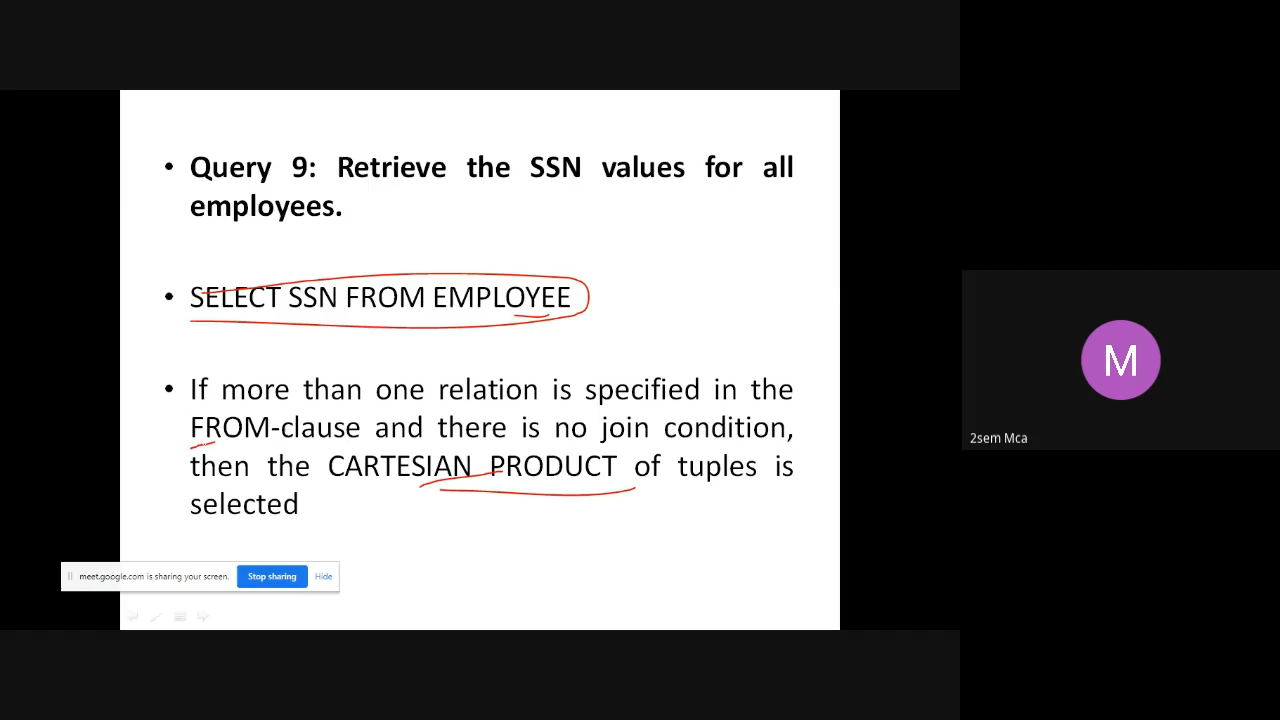 • Query 9: Retrieve the SSN values for all
employees.
• SELECT SSN FROM EMPLOYEE
• If more than one relation is specified in the
FROM-clause and there is no join condition,
then the CARTESIAN PRODUCT of tuples is
selected
meet.google.com is sharing your screen. Stop sharing Hide
M
2sem Mca